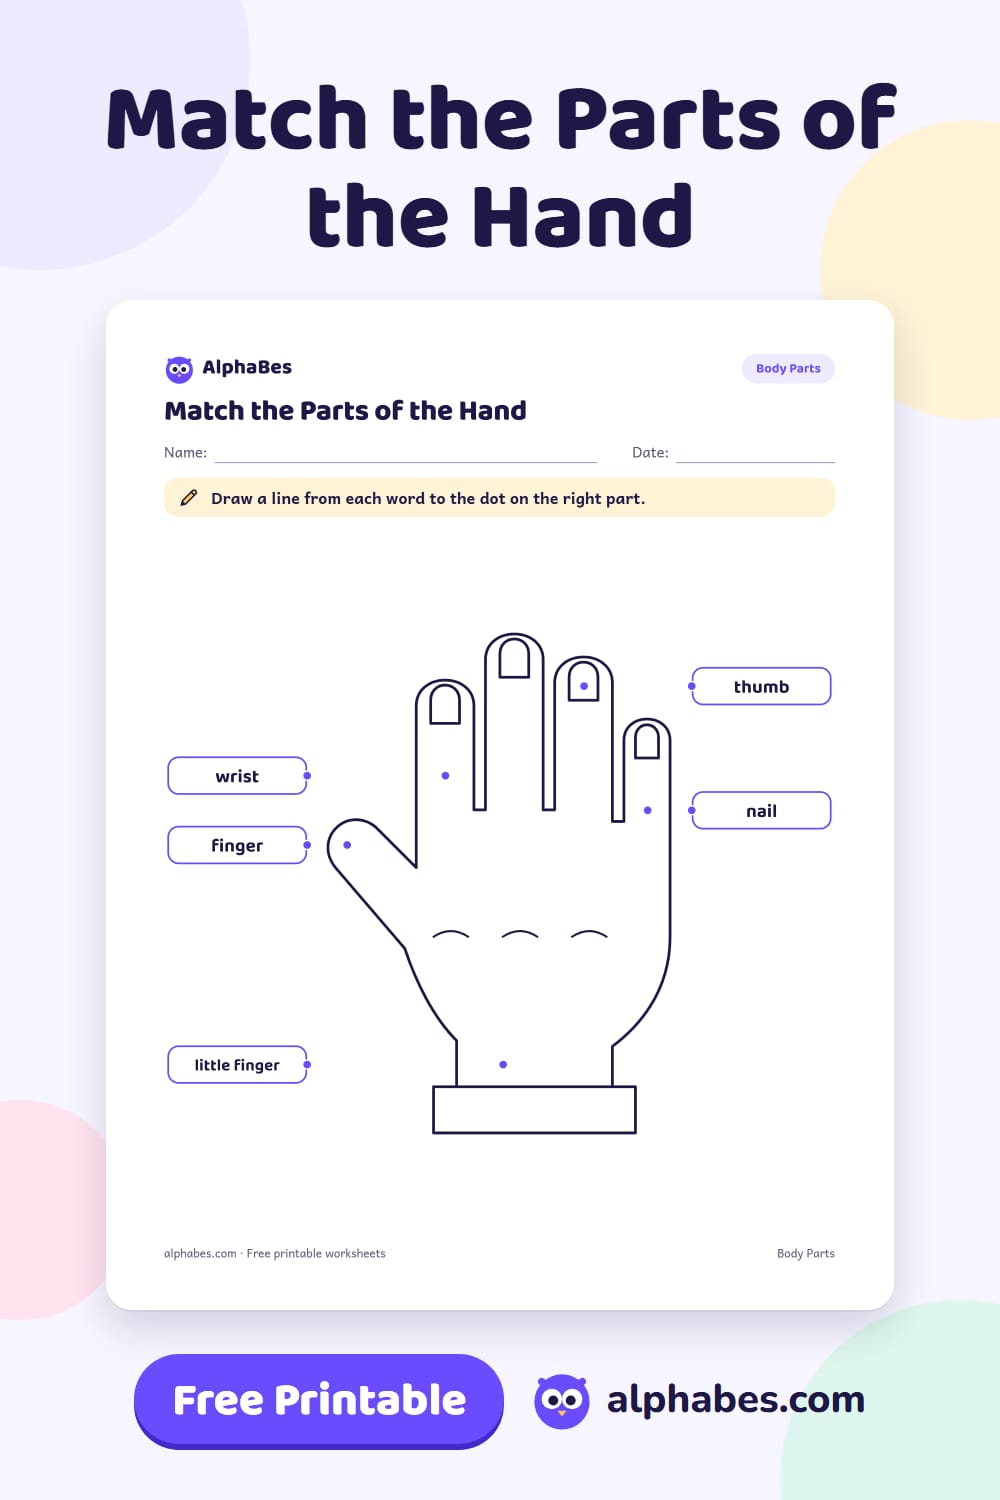 Match the Parts of
the Hand
AlphaBes
Body Parts
Match the Parts of the Hand
Name:
Date:
Draw a line from each word to the dot on the right part.
thumb
wrist
nail
finger
little finger
alphabes.com · Free printable worksheets
Body Parts
Free Printable
alphabes.com